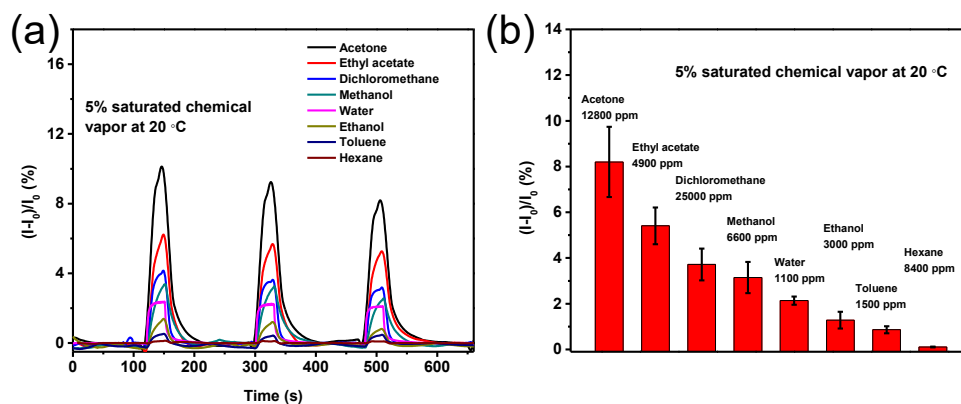 (a)
16
12
8
4
0
(I-I₀)/I₀ (%)
Acetone
Ethyl acetate
Dichloromethane
Methanol
Water
Ethanol
Toluene
Hexane
5% saturated chemical
vapor at 20 °C
0 100 200 300 400 500 600
Time (s)
(b)
14
12
10
8
6
4
2
0
(I-I₀)/I₀ (%)
5% saturated chemical vapor at 20 °C
Acetone
12800 ppm
Ethyl acetate
4900 ppm
Dichloromethane
25000 ppm
Methanol
6600 ppm
Water
1100 ppm
Ethanol
3000 ppm
Toluene
1500 ppm
Hexane
8400 ppm